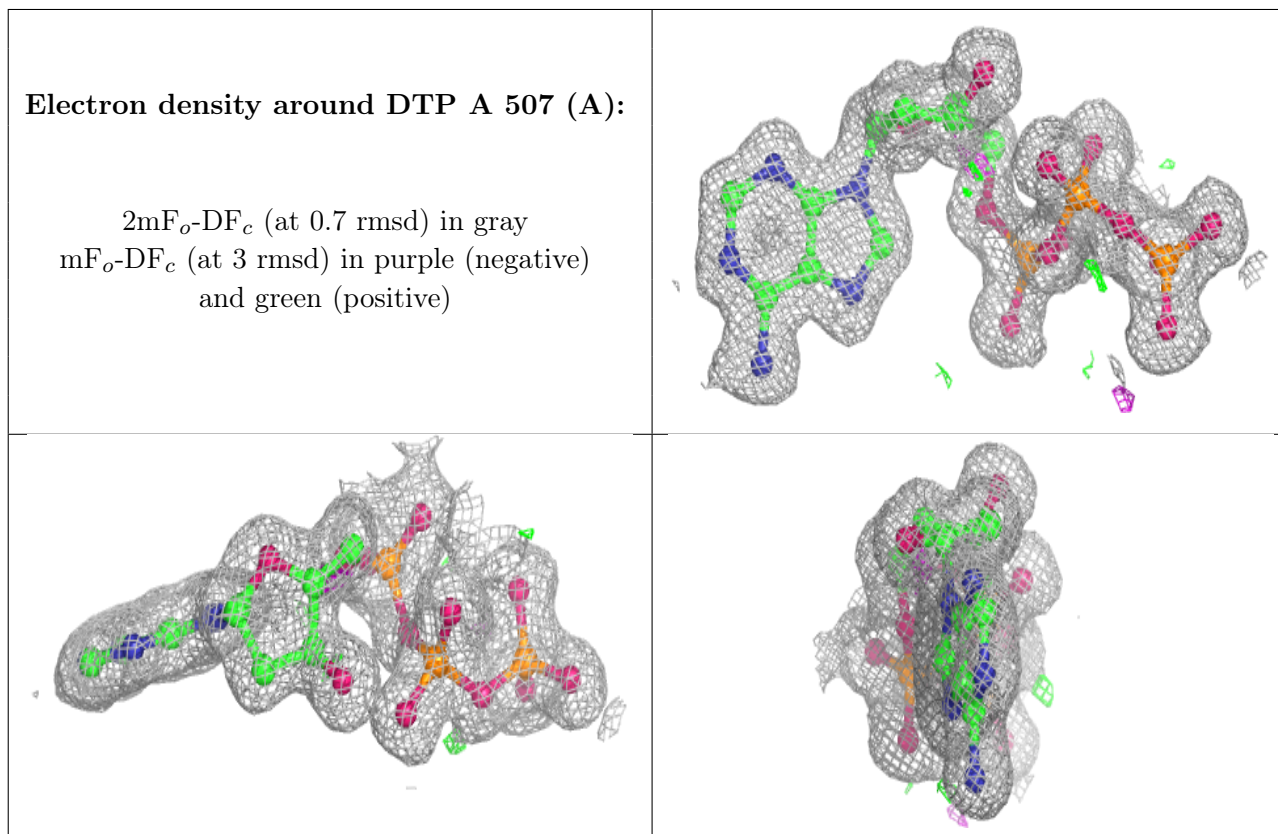 Electron density around DTP A 507 (A):
2mFo-DFc (at 0.7 rmsd) in gray
mFo-DFc (at 3 rmsd) in purple (negative)
and green (positive)